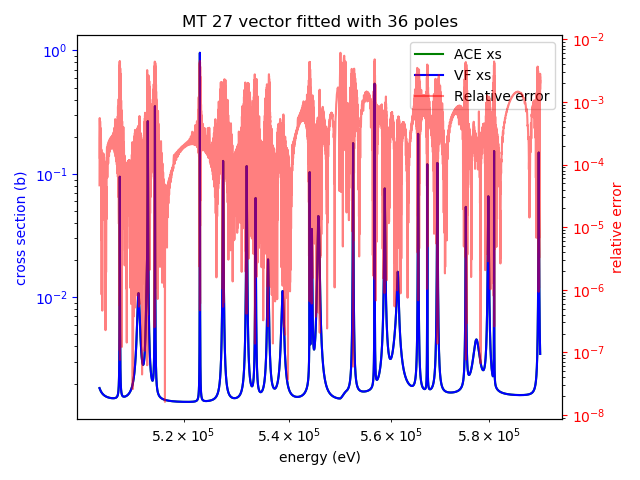 MT 27 vector fitted with 36 poles
10⁰
10⁻¹
10⁻²
cross section (b)
ACE xs
VF xs
Relative error
10⁻²
10⁻³
10⁻⁴
10⁻⁵
10⁻⁶
10⁻⁷
10⁻⁸
relative error
5.2 × 10⁵ 5.4 × 10⁵ 5.6 × 10⁵ 5.8 × 10⁵
energy (eV)